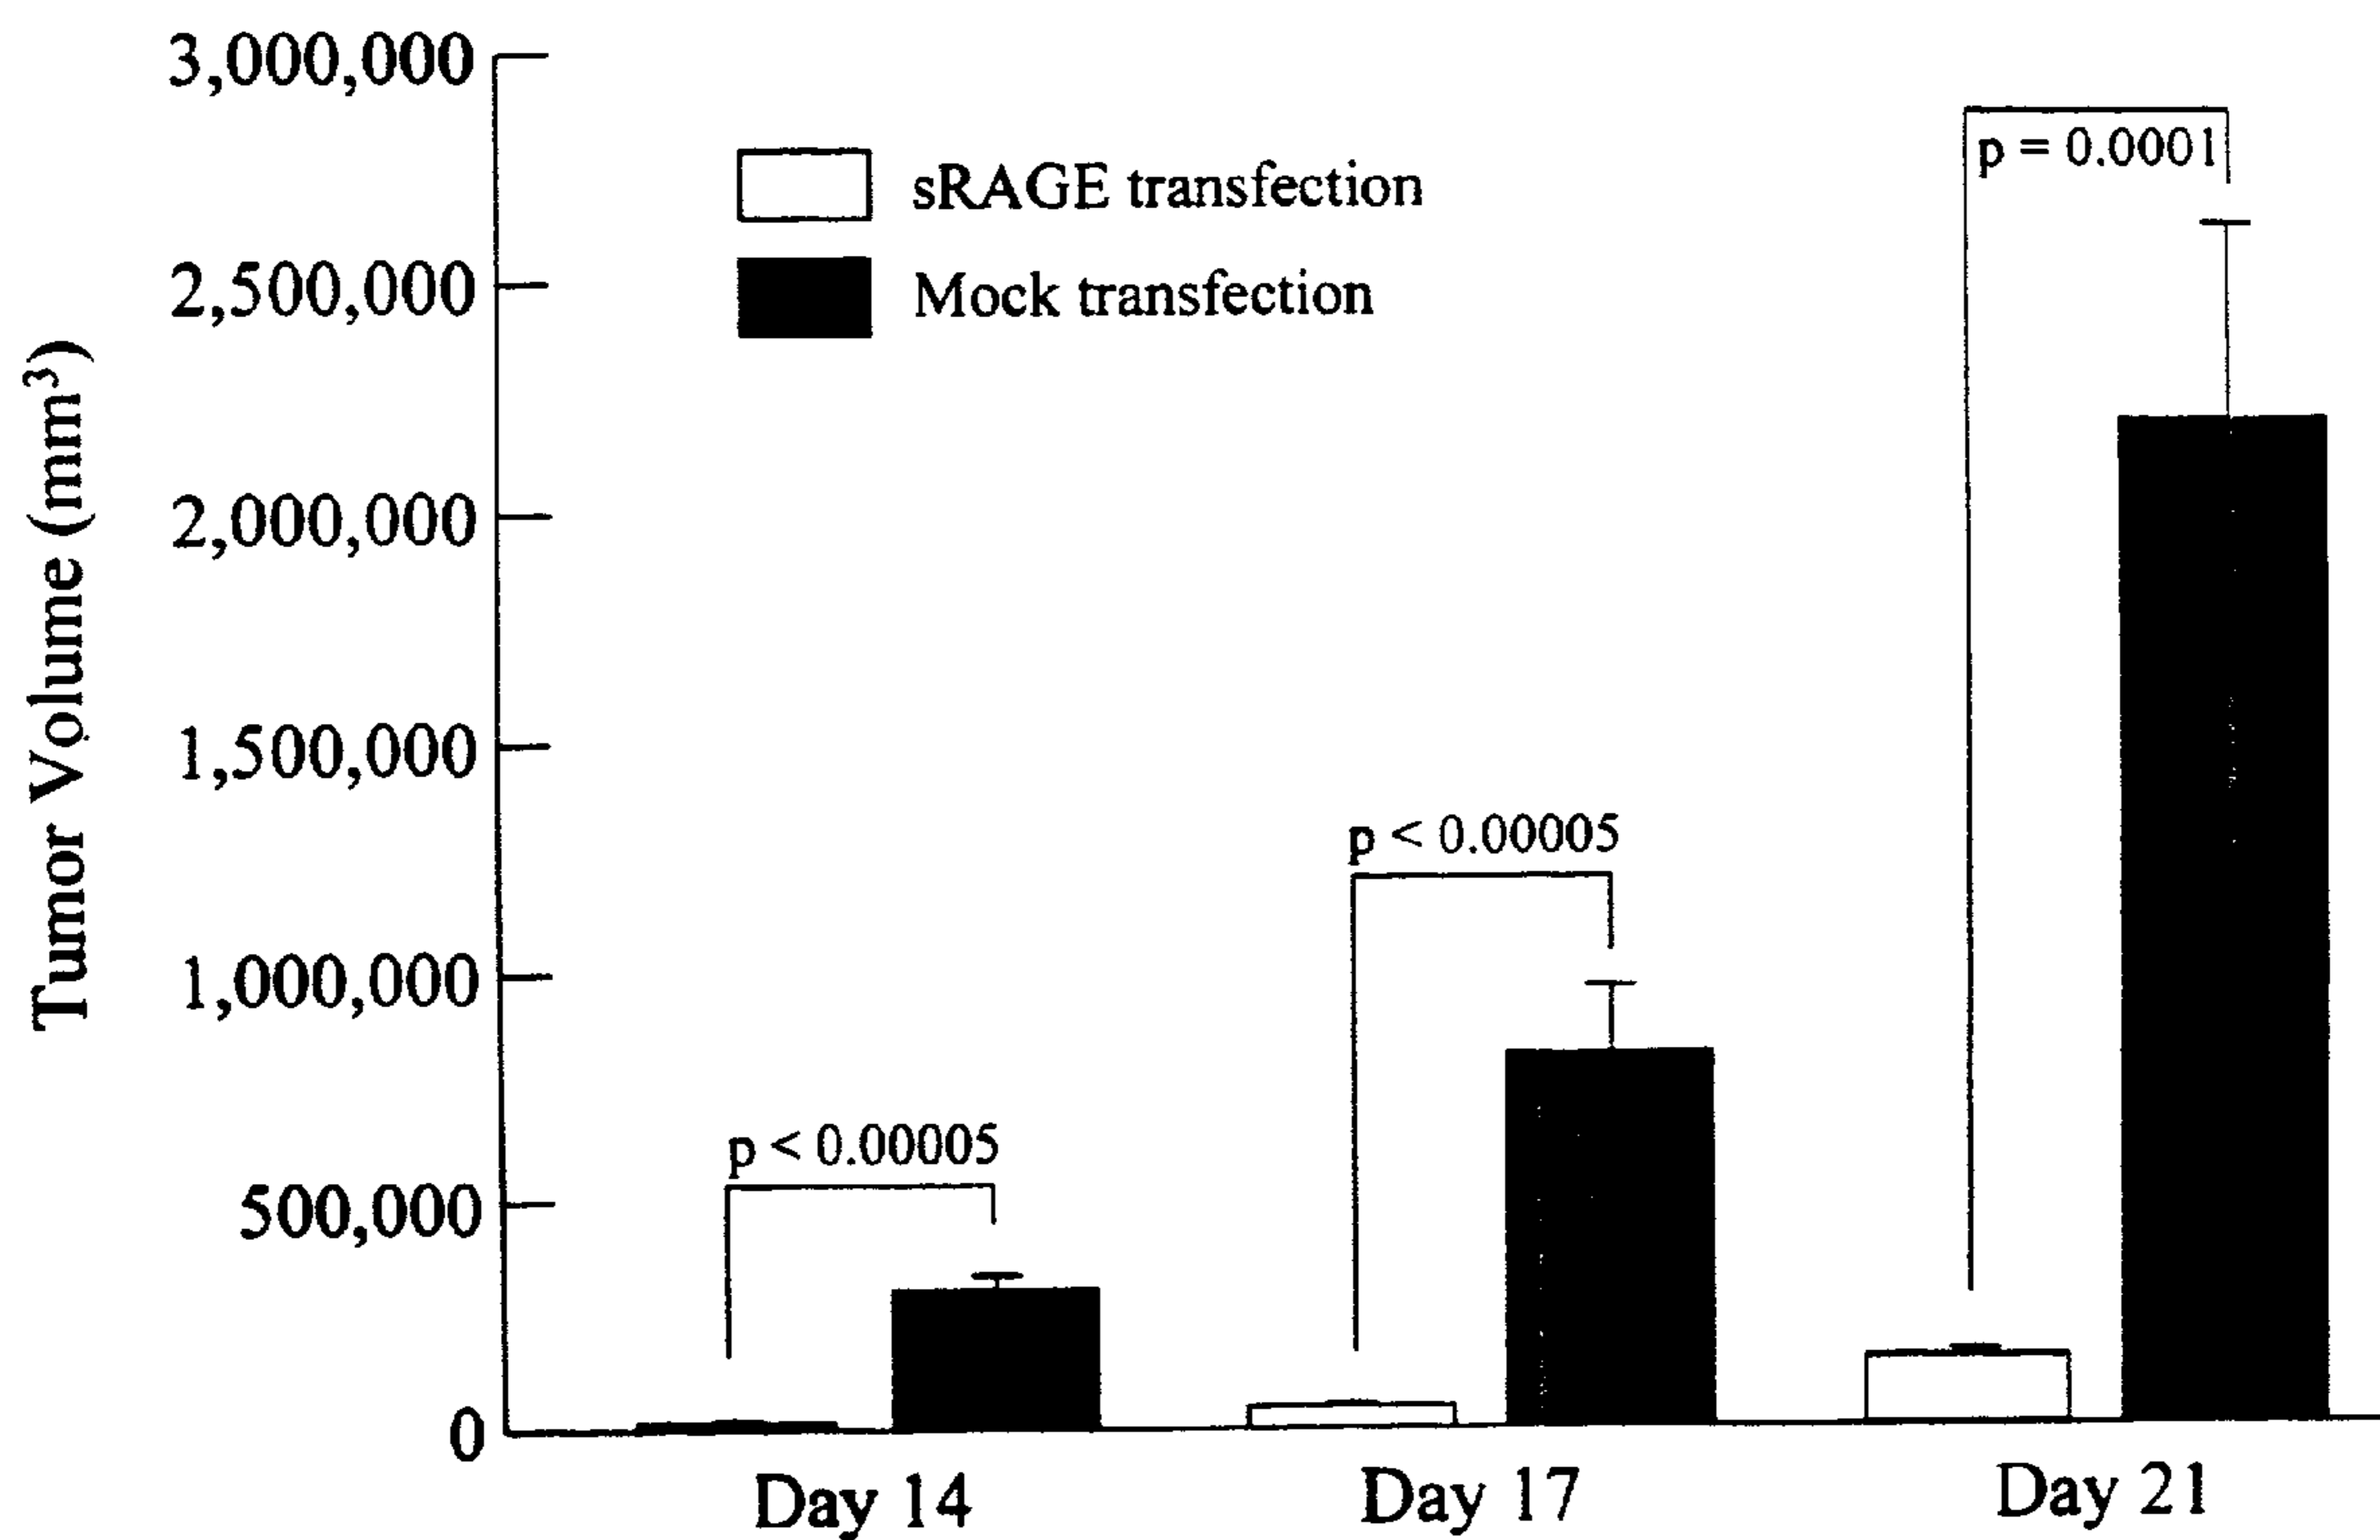 Tumor Volume (mm³)
3,000,000
2,500,000
2,000,000
1,500,000
1,000,000
500,000
0
sRAGE transfection
Mock transfection
p < 0.00005
p < 0.00005
p = 0.0001
Day 14
Day 17
Day 21